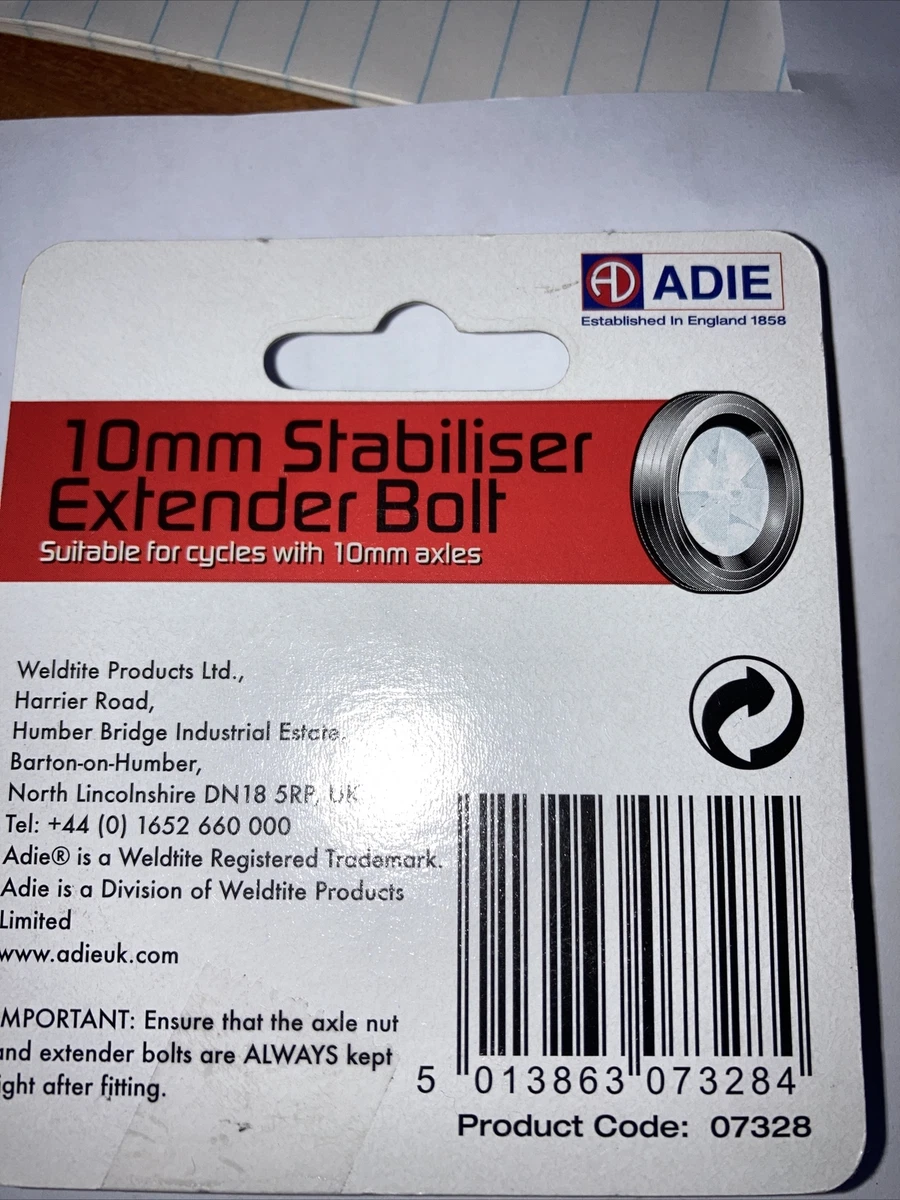 AD ADIE
Established In England 1858
10mm Stabiliser
Extender Bolt
Suitable for cycles with 10mm axles
Weldtite Products Ltd.,
Harrier Road,
Humber Bridge Industrial Estate.
Barton-on-Humber,
North Lincolnshire DN18 5RP, UK
Tel: +44 (0) 1652 660 000
Adie® is a Weldtite Registered Trademark.
Adie is a Division of Weldtite Products
Limited
www.adieuk.com
MPORTANT: Ensure that the axle nut
and extender bolts are ALWAYS kept
ight after fitting.
5 013863 073284
Product Code: 07328